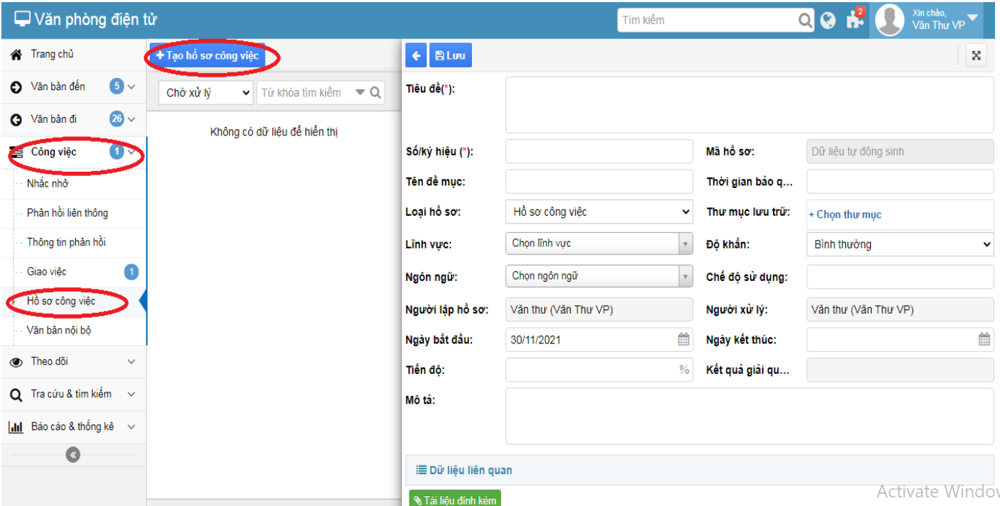 Văn phòng điện tử
Tìm kiếm
2
Xin chào,
Văn Thư VP
Trang chủ
Văn bản đến 5
Văn bản đi 26
Công việc 1
Nhắc nhở
Phản hồi liên thông
Thông tin phản hồi
Giao việc 1
Hồ sơ công việc
Văn bản nội bộ
Theo dõi
Tra cứu & tìm kiếm
Báo cáo & thống kê
+ Tạo hồ sơ công việc
Chờ xử lý Từ khóa tìm kiếm
Không có dữ liệu để hiển thị
Lưu
Tiêu đề(*):
Số/ký hiệu (*): Mã hồ sơ: Dữ liệu tự động sinh
Tên đề mục: Thời gian bảo q...
Loại hồ sơ: Hồ sơ công việc Thư mục lưu trữ: + Chọn thư mục
Lĩnh vực: Chọn lĩnh vực Độ khẩn: Bình thường
Ngôn ngữ: Chọn ngôn ngữ Chế độ sử dụng:
Người lập hồ sơ: Văn thư (Văn Thư VP) Người xử lý: Văn thư (Văn Thư VP)
Ngày bắt đầu: 30/11/2021 Ngày kết thúc:
Tiến độ: % Kết quả giải qu...
Mô tả:
Dữ liệu liên quan
Tài liệu đính kèm
Activate Window